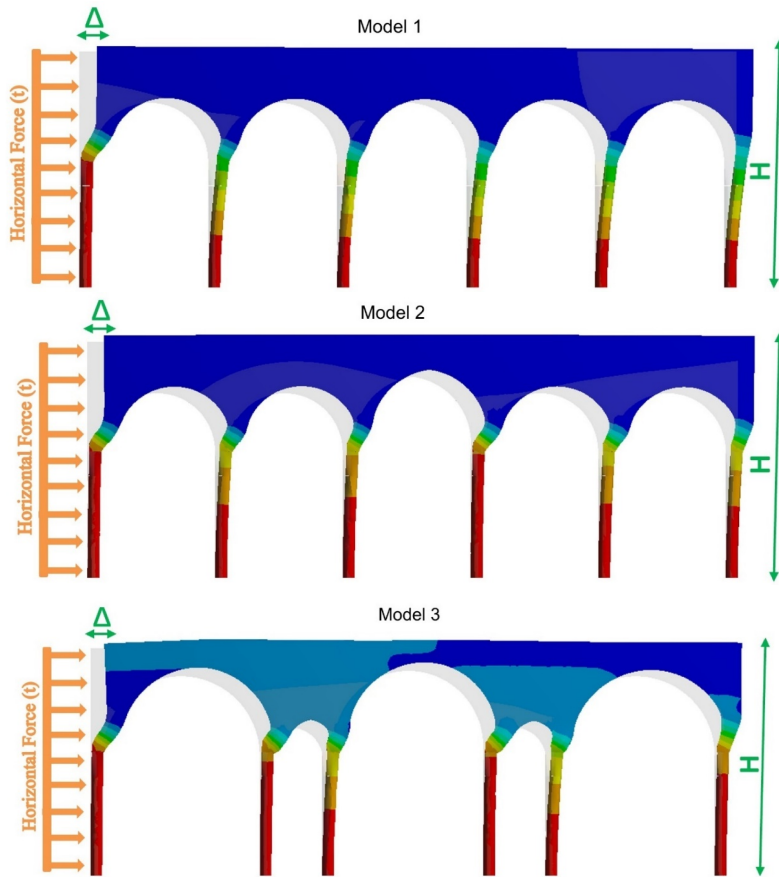 Δ
Model 1
Horizontal Force (t)
H
Δ
Model 2
Horizontal Force (t)
H
Δ
Model 3
Horizontal Force (t)
H